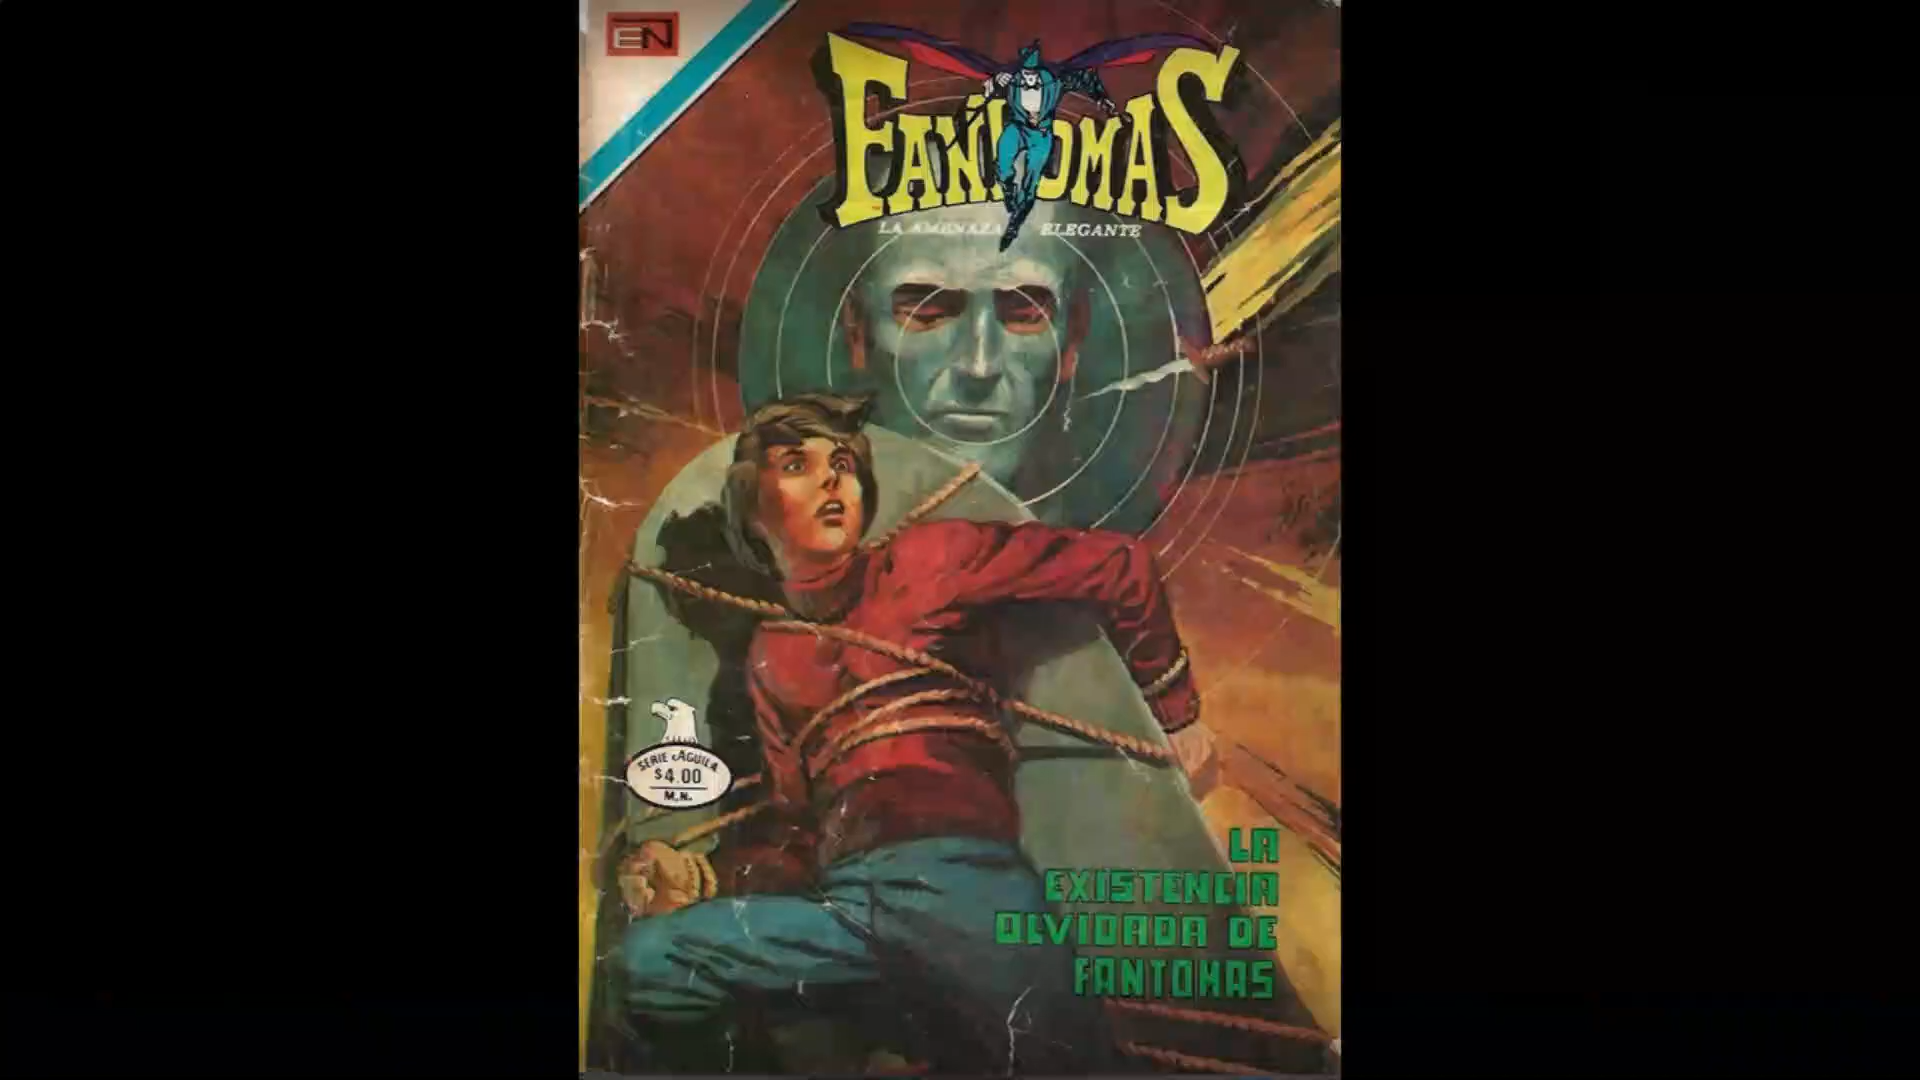 EN
FANTOMAS
LA AMENAZA ELEGANTE
SERIE AGUILA
$4.00
M.N.
LA
EXISTENCIA
OLVIDADA DE
FANTOMAS